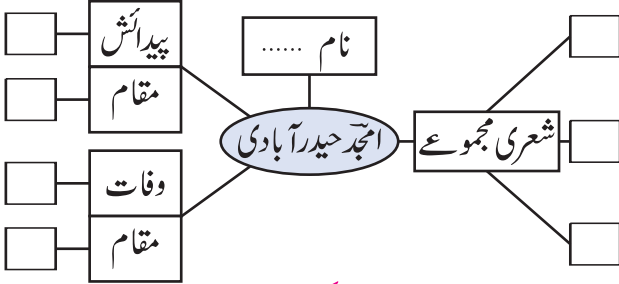 نام ......
پیدائش
مقام
امجدؔ حیدرآبادی
شعری مجموعے
وفات
مقام